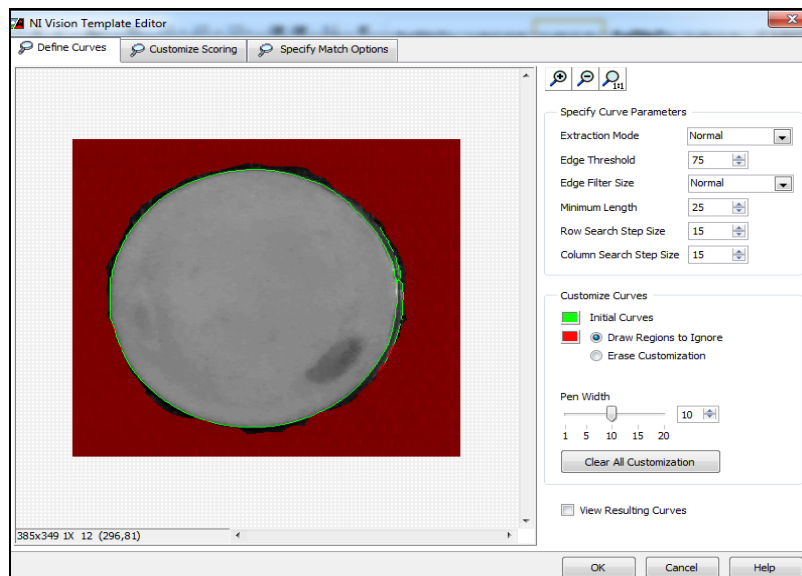 NI Vision Template Editor
Define Curves
Customize Scoring
Specify Match Options
1:1
Specify Curve Parameters
Extraction Mode Normal
Edge Threshold 75
Edge Filter Size Normal
Minimum Length 25
Row Search Step Size 15
Column Search Step Size 15
Customize Curves
Initial Curves
Draw Regions to Ignore
Erase Customization
Pen Width
10
1 5 10 15 20
Clear All Customization
View Resulting Curves
385x349 1X 12 (296,81)
OK Cancel Help